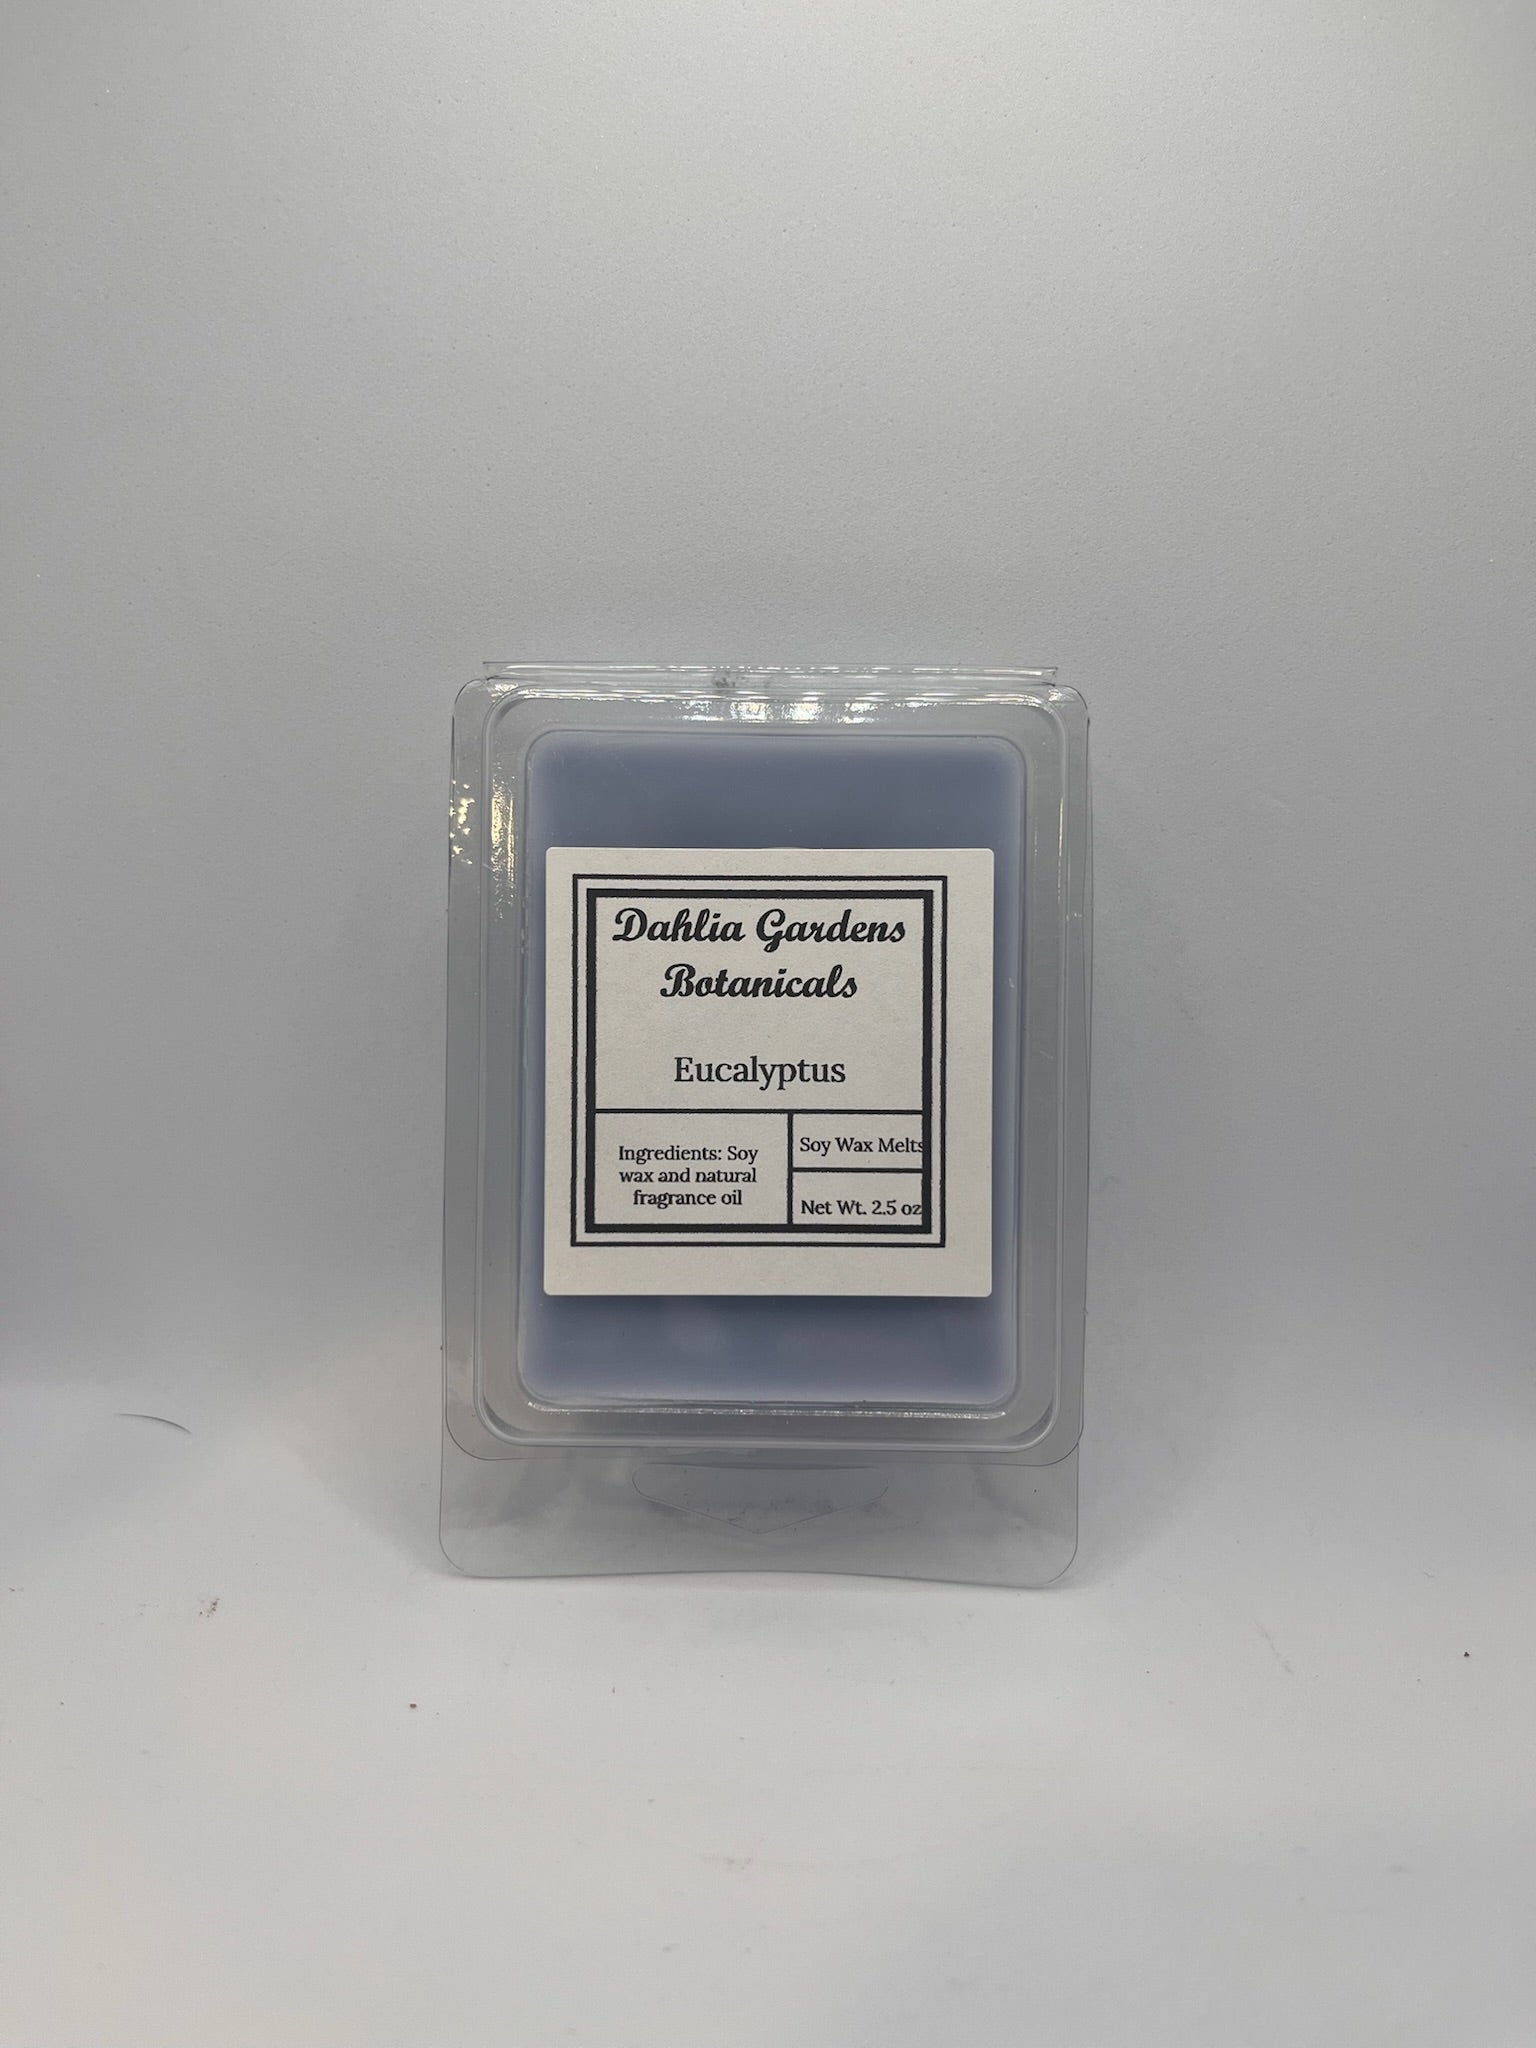 Dahlia Gardens
Botanicals
Eucalyptus
Ingredients: Soy
wax and natural
fragrance oil
Soy Wax Melts
Net Wt. 2.5 oz